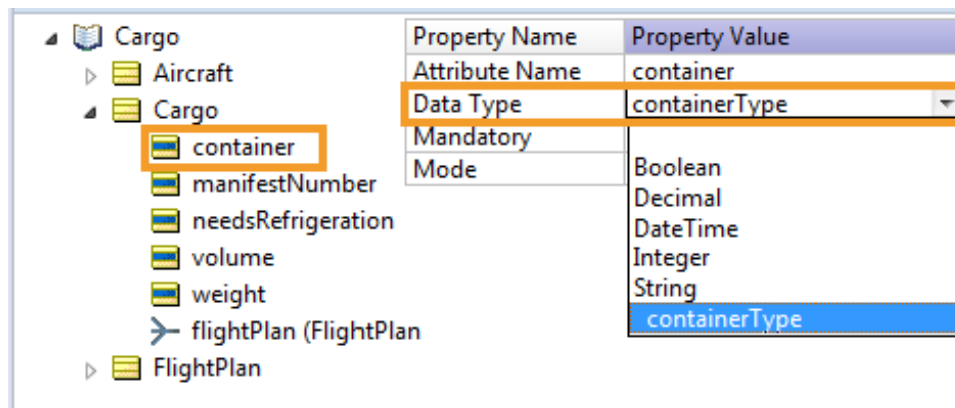 Cargo
Aircraft
Cargo
container
manifestNumber
needsRefrigeration
volume
weight
flightPlan (FlightPlan
FlightPlan
Property Name Property Value
Attribute Name container
Data Type containerType
Mandatory
Mode
Boolean
Decimal
DateTime
Integer
String
containerType